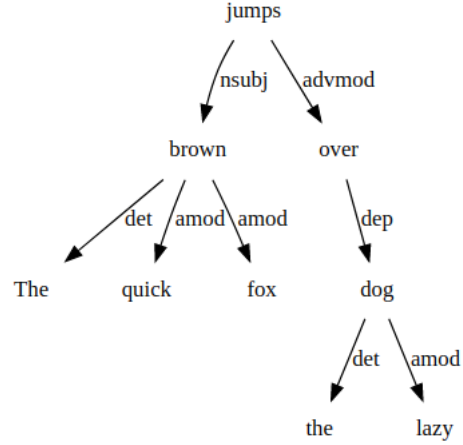 jumps
nsubj advmod
brown over
det amod amod dep
The quick fox dog
det amod
the lazy